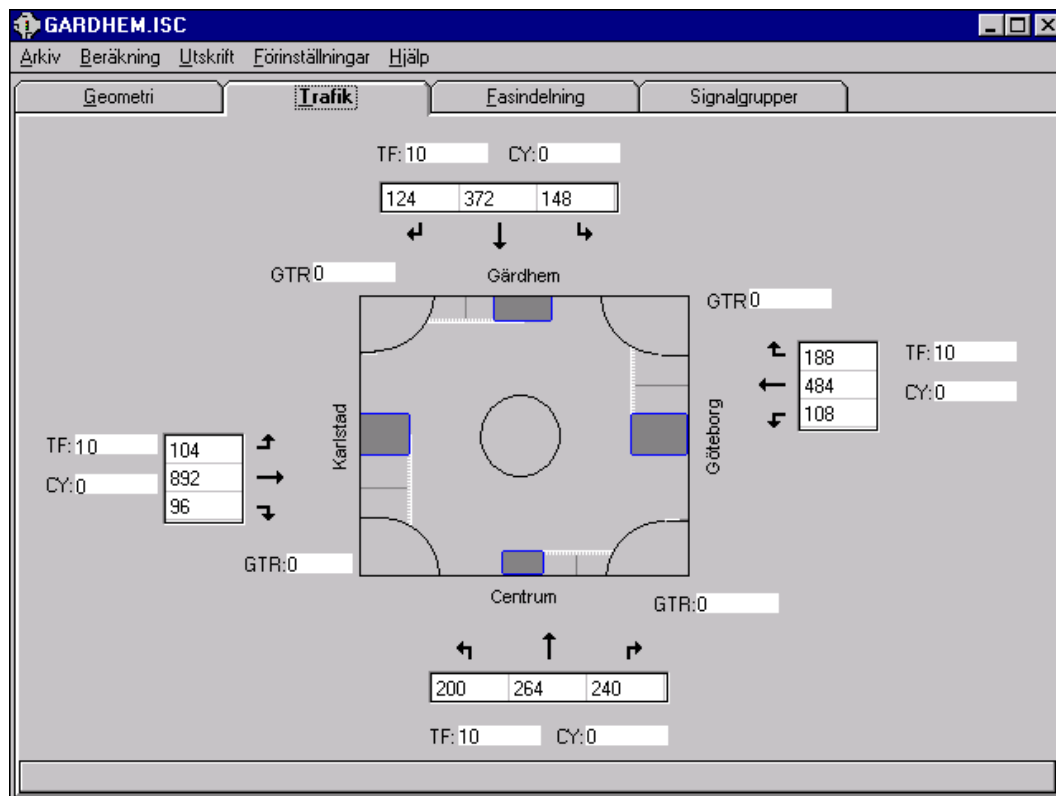 GARDHEM.ISC
Arkiv Beräkning Utskrift Förinställningar Hjälp
Geometri Trafik Fasindelning Signalgrupper
TF: 10 CY: 0
124 372 148
GTR 0
Gärdhem
GTR 0
188
484
108
TF: 10
CY: 0
Göteborg
Karlstad
TF: 10
CY: 0
104
892
96
GTR: 0
Centrum
GTR: 0
200 264 240
TF: 10 CY: 0